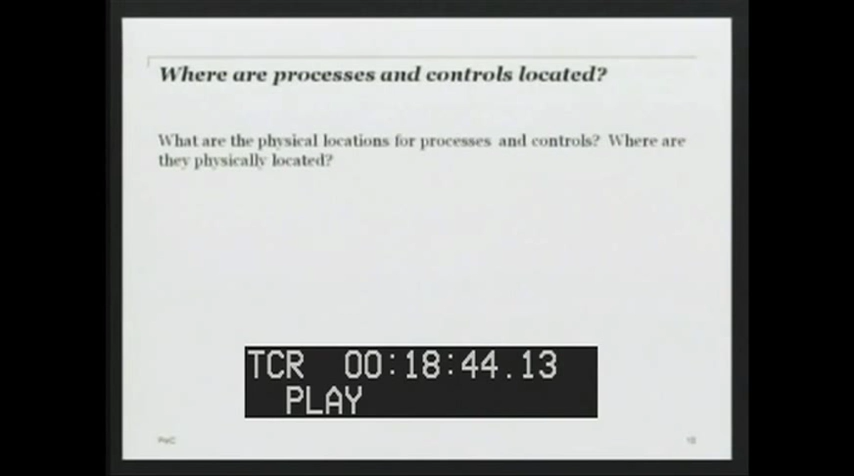 Where are processes and controls located?
What are the physical locations for processes and controls? Where are
they physically located?
TCR 00:18:44.13
PLAY
PwC